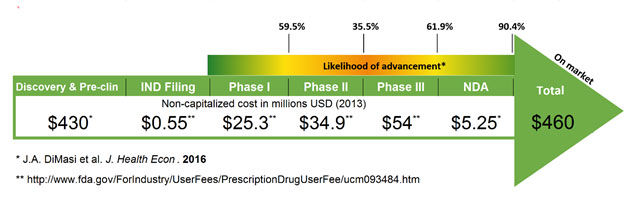 59.5% 35.5% 61.9% 90.4%
Likelihood of advancement*
On market
Discovery & Pre-clin IND Filing Phase I Phase II Phase III NDA Total
Non-capitalized cost in millions USD (2013)
$430* $0.55** $25.3** $34.9** $54** $5.25* $460
* J.A. DiMasi et al. J. Health Econ. 2016
** http://www.fda.gov/ForIndustry/UserFees/PrescriptionDrugUserFee/ucm093484.htm